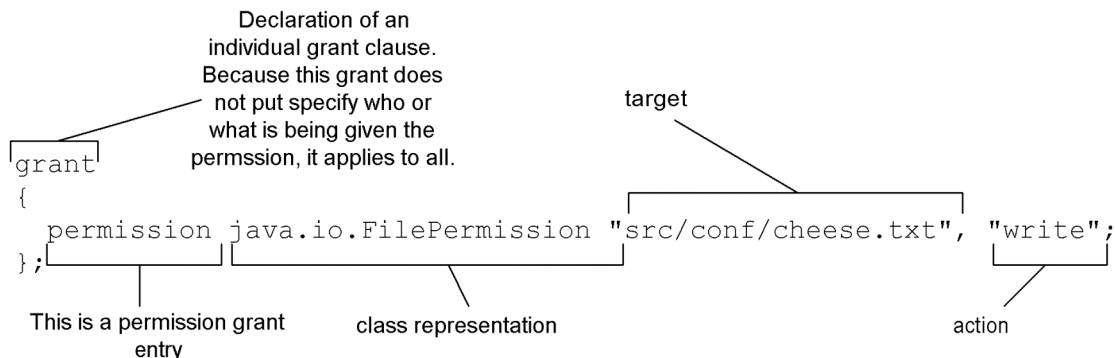 Declaration of an
individual grant clause.
Because this grant does
not put specify who or
what is being given the
permssion, it applies to all.
target
grant
{
permission java.io.FilePermission "src/conf/cheese.txt", "write";
};
This is a permission grant
entry
class representation
action